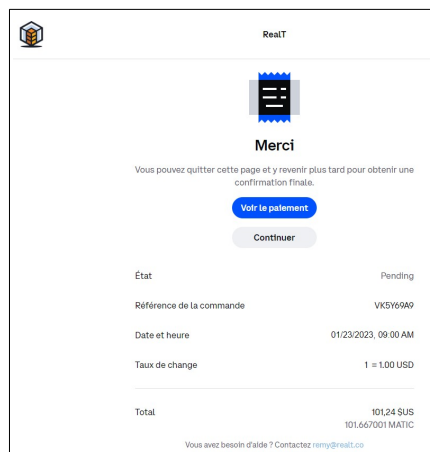 RealT
Merci
Vous pouvez quitter cette page et y revenir plus tard pour obtenir une
confirmation finale.
Voir le paiement
Continuer
État Pending
Référence de la commande VK5Y69A9
Date et heure 01/23/2023, 09:00 AM
Taux de change 1 = 1.00 USD
Total 101,24 $US
101.667001 MATIC
Vous avez besoin d'aide ? Contactez remy@realt.co